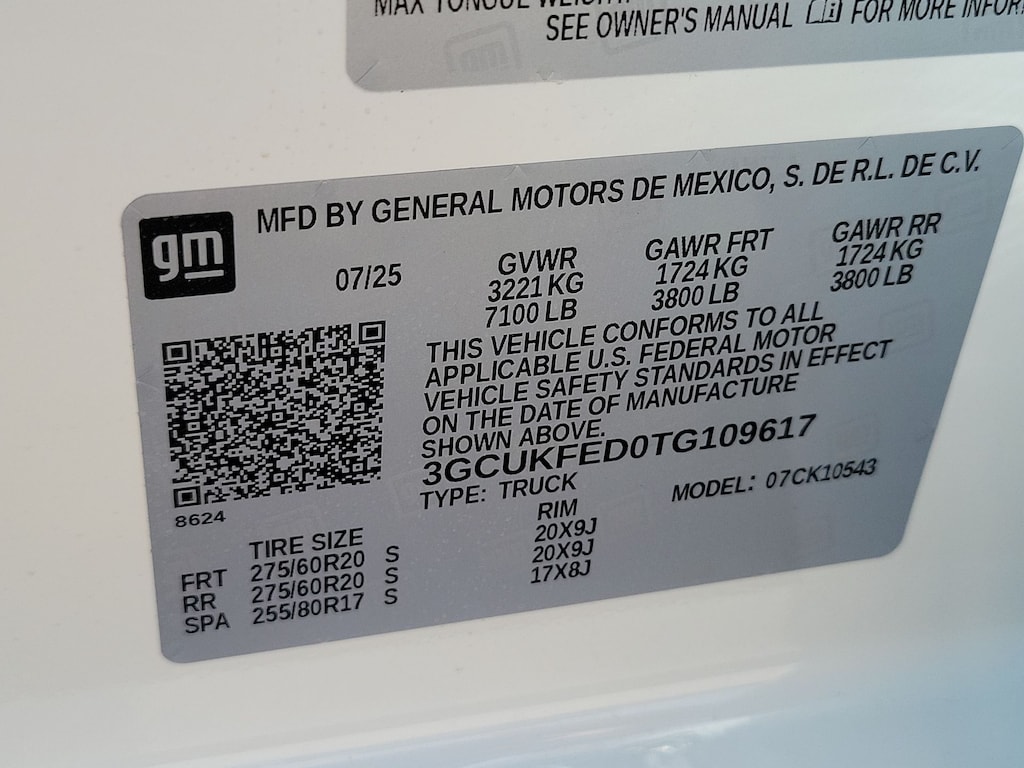 MAX TONGUE WEIGHT
SEE OWNER'S MANUAL FOR MORE
gm
MFD BY GENERAL MOTORS DE MEXICO, S. DE R.L. DE C.V.
07/25 GVWR GAWR FRT GAWR RR
3221 KG 1724 KG 1724 KG
7100 LB 3800 LB 3800 LB
THIS VEHICLE CONFORMS TO ALL
APPLICABLE U.S. FEDERAL MOTOR
VEHICLE SAFETY STANDARDS IN EFFECT
ON THE DATE OF MANUFACTURE
SHOWN ABOVE.
3GCUKFED0TG109617
TYPE: TRUCK MODEL: 07CK10543
8624
TIRE SIZE RIM
FRT 275/60R20 S 20X9J
RR 275/60R20 S 20X9J
SPA 255/80R17 S 17X8J